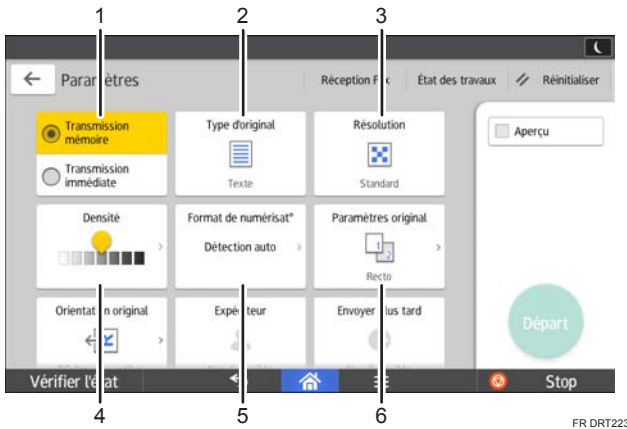 1 2 3
Paramètres Réception F x État des travaux Réinitialiser
Transmission
mémoire
Type d'original
Résolution
Aperçu
Transmission
immédiate
Texte
Standard
Densité
Format de numérisat°
Paramètres original
Détection auto
1
2
Recto
Orientation original
Expéditeur
Envoyer plus tard
Départ
Vérifier l'état Stop
4 5 6
FR DRT223